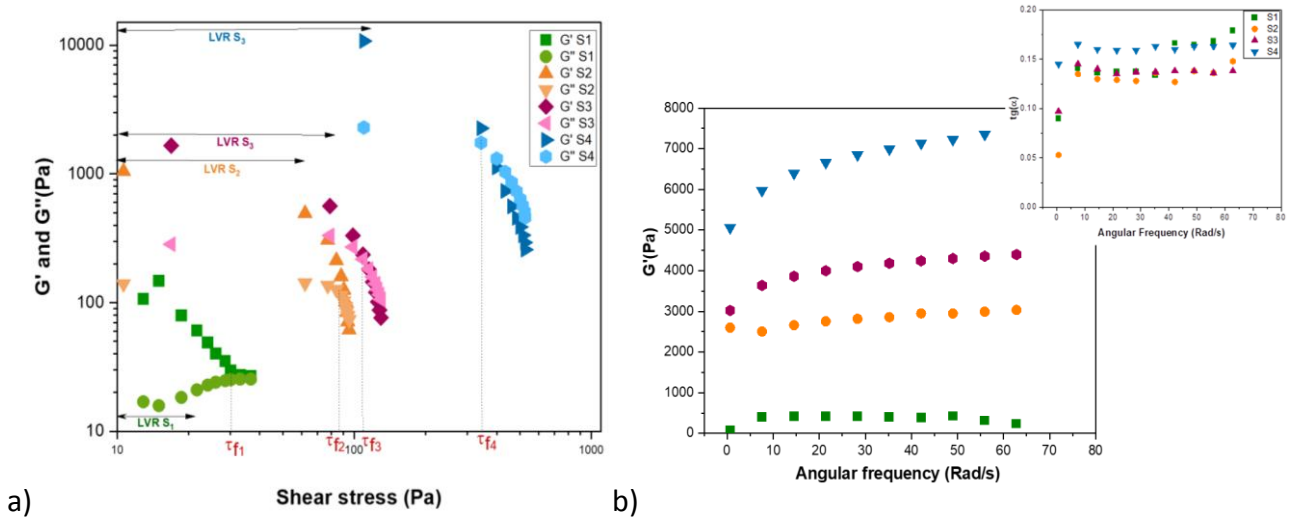 10000
1000
100
10
G' and G"(Pa)
LVR S3
LVR S3
LVR S2
LVR S1
G' S1
G" S1
G' S2
G" S2
G' S3
G" S3
G' S4
G" S4
τf1
τf2
τf3
τf4
10
100
1000
Shear stress (Pa)
a)
8000
7000
6000
5000
4000
3000
2000
1000
0
G'(Pa)
0 10 20 30 40 50 60 70 80
Angular frequency (Rad/s)
b)
0.20
0.15
0.10
0.05
0.00
tg(α)
S1
S2
S3
S4
0 10 20 30 40 50 60 70 80
Angular Frequency (Rad/s)